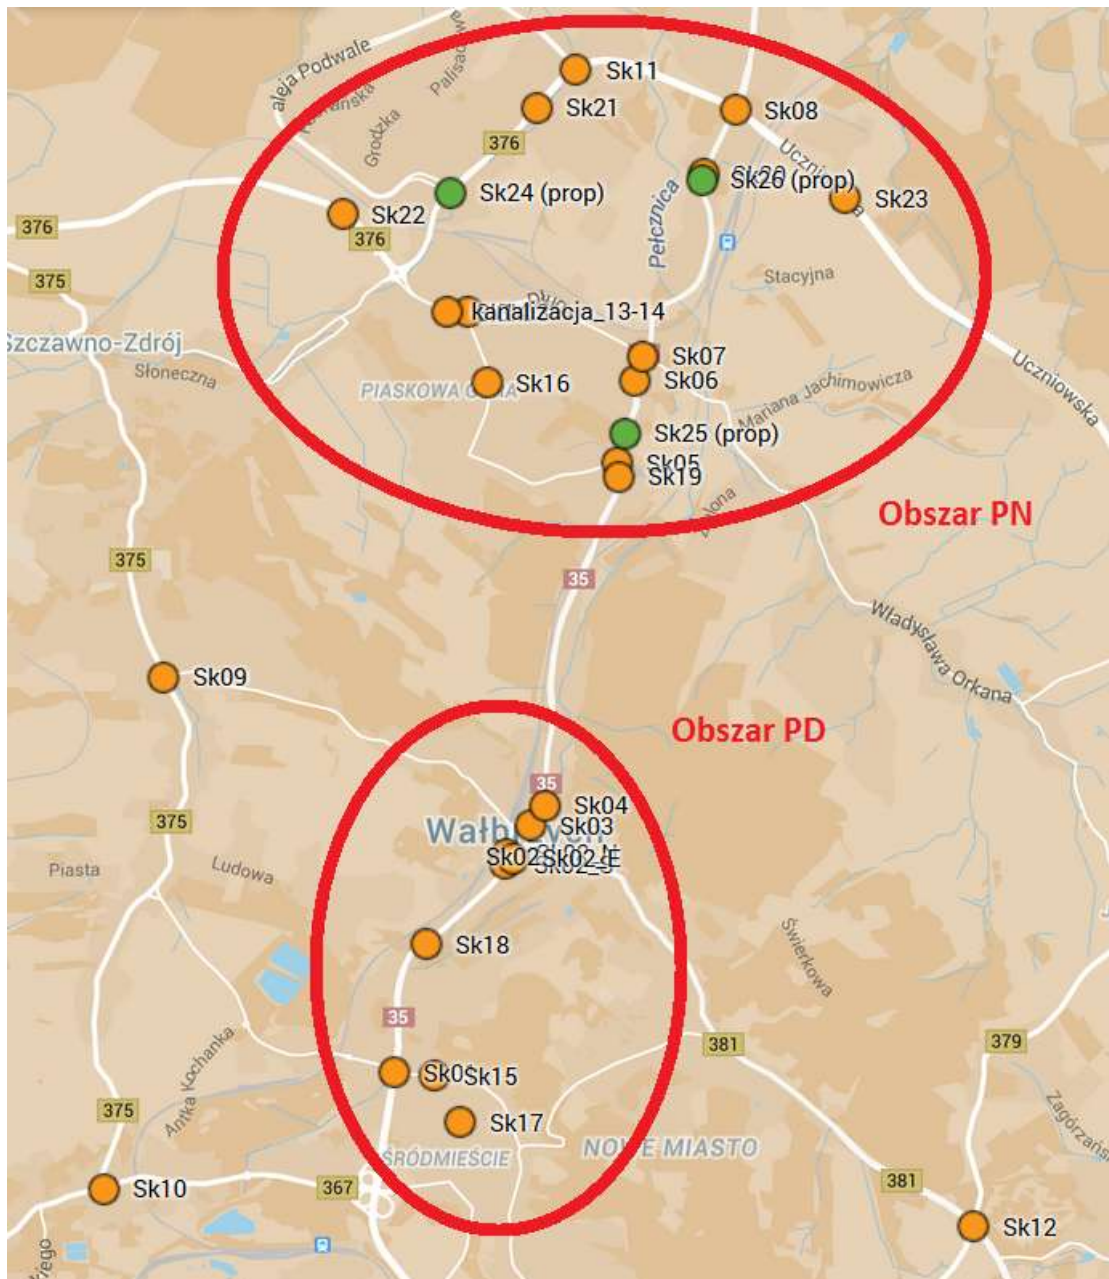 aleja Podwale
Palisadowa
Sk11
Grodzka
Sk21
Sk08
376
Sk26 (prop)
Sk24 (prop)
Sk23
Sk22
376
376
Pełcznica
375
Stacyjna
kanalizacja_13-14
Szczawno-Zdrój
Słoneczna
Sk07
Sk16
Sk06
Uczniowska
Mariana Jachimowicza
Sk25 (prop)
Sk05
Sk19
Obszar PN
375
35
Władysława Orkana
Sk09
Obszar PD
35
Sk04
375
Sk03
Wałbrzych
Sk02_E
Piasta
Ludowa
Sk18
Świerkowa
35
381
379
Antka Kochanka
Sk15
375
Sk17
ŚRÓDMIEŚCIE
NOWE MIASTO
Sk10
367
381
Sk12